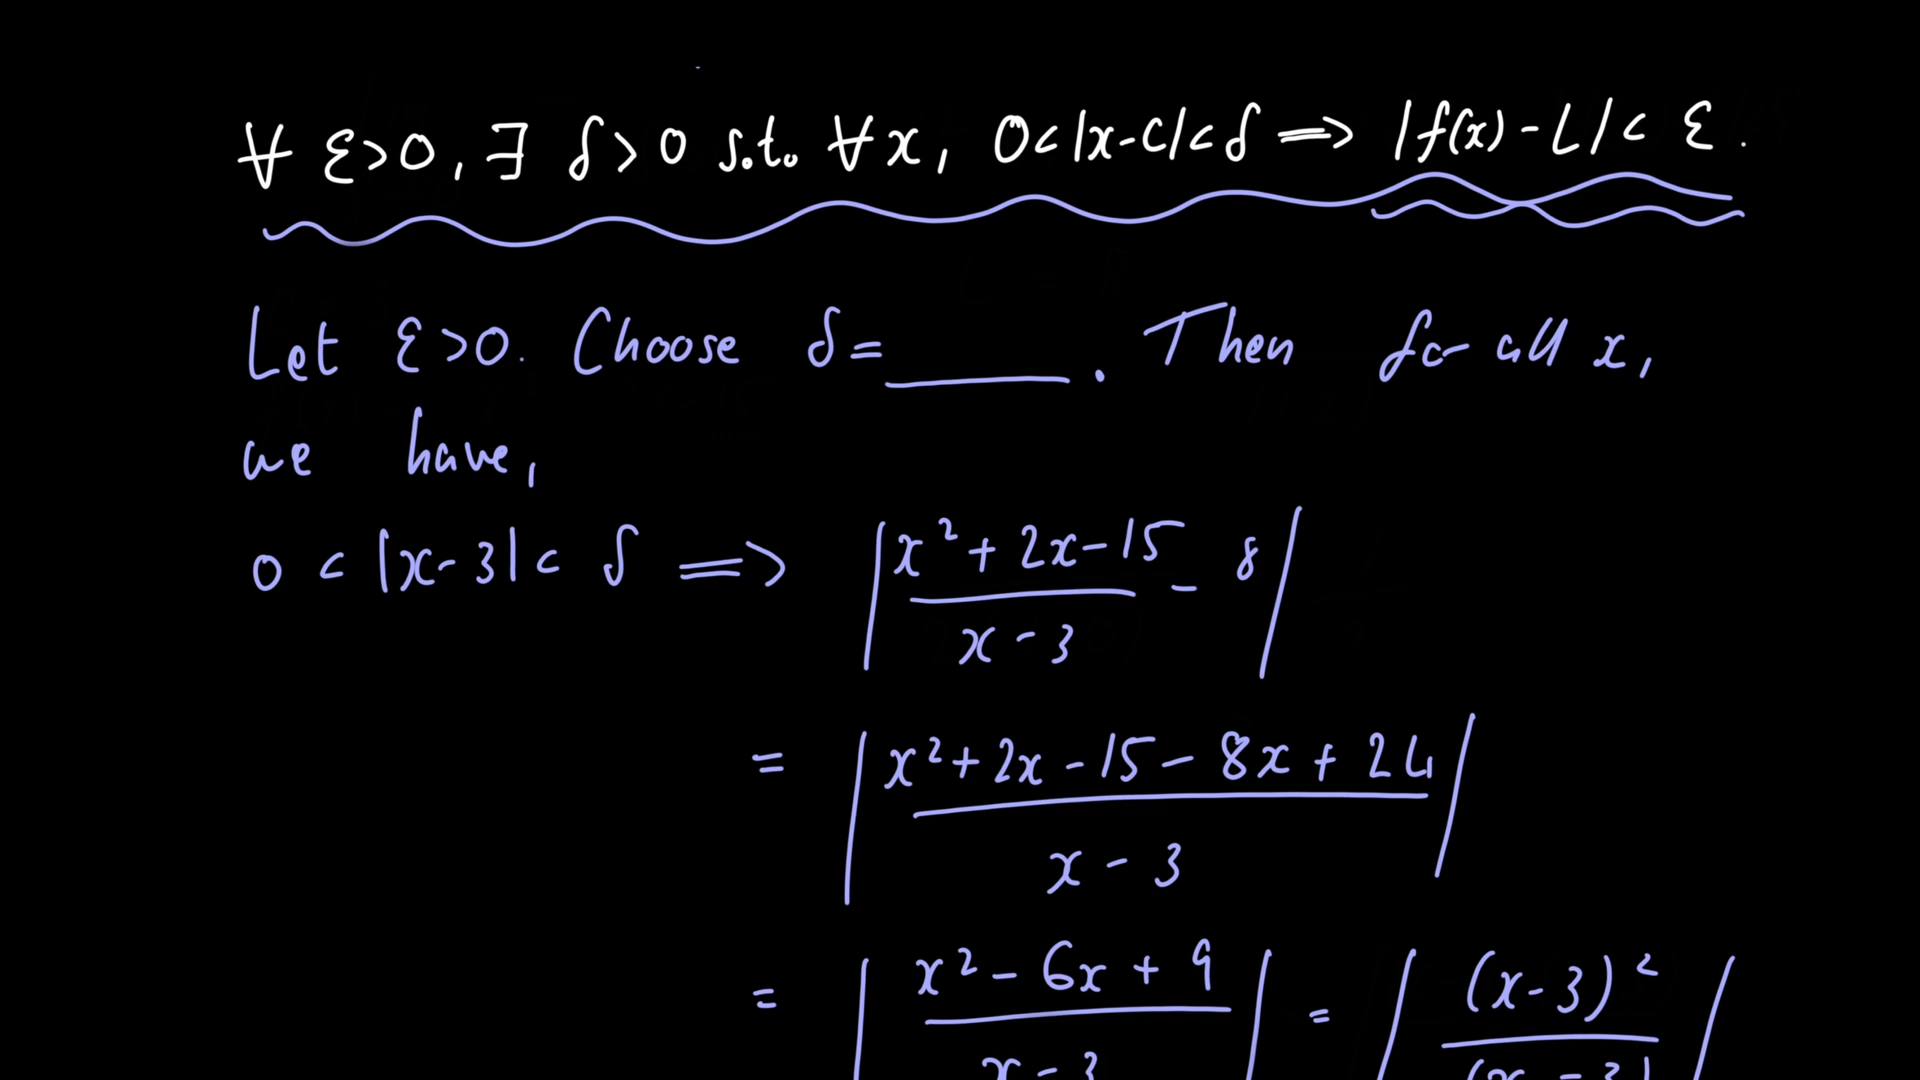 ∀ ε>0, ∃ δ>0 s.t. ∀x, 0<|x-c|<δ ⟹ |f(x)-L|< ε.
Let ε>0. Choose δ=______. Then for all x,
we have,
0 < |x-3| < δ ⟹ | (x²+2x-15)/(x-3) - 8 |
= | (x²+2x-15-8x+24)/(x-3) |
= | (x²-6x+9)/(x-3) | = | (x-3)²/(x-3) |